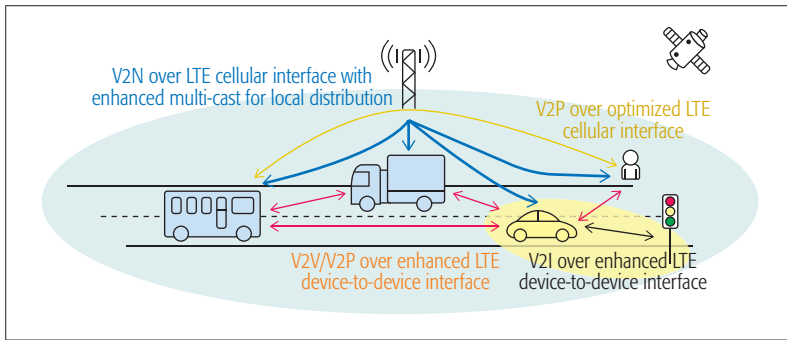 V2N over LTE cellular interface with
enhanced multi-cast for local distribution
V2P over optimized LTE
cellular interface
V2V/V2P over enhanced LTE
device-to-device interface
V2I over enhanced LTE
device-to-device interface